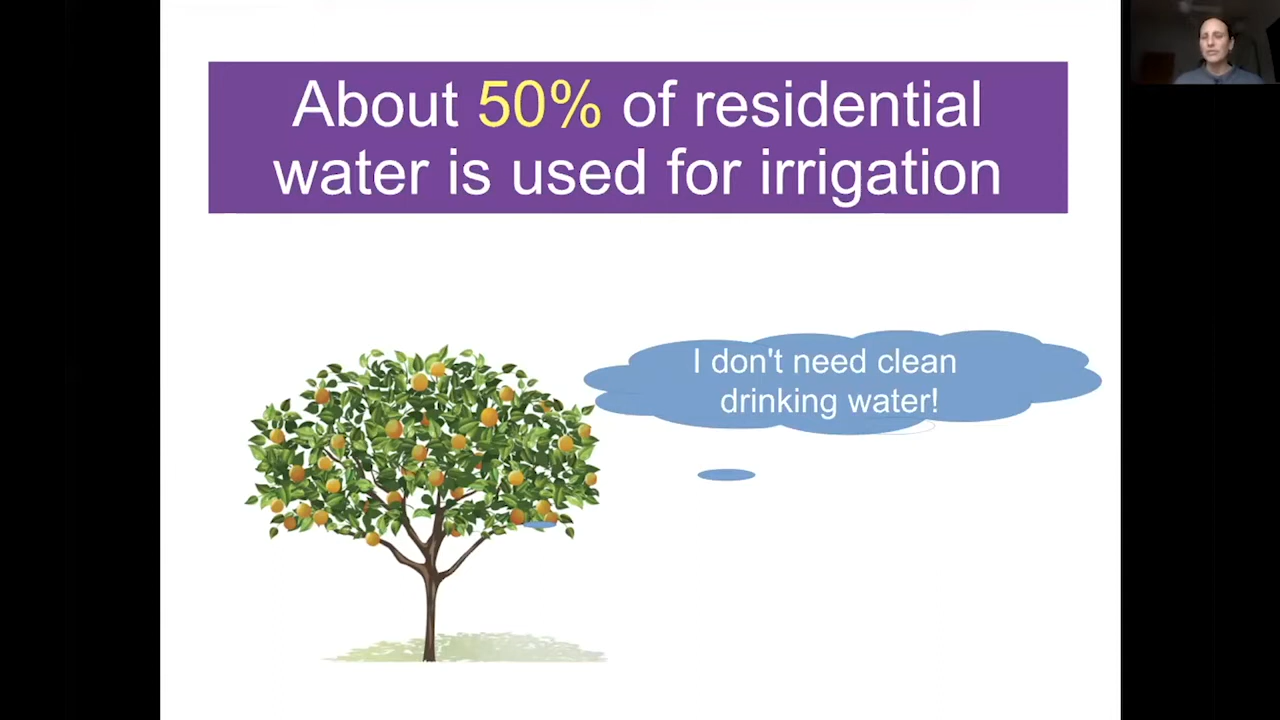 About 50% of residential
water is used for irrigation
I don't need clean
drinking water!